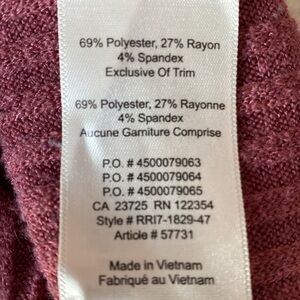 69% Polyester, 27% Rayon
4% Spandex
Exclusive Of Trim
69% Polyester, 27% Rayonne
4% Spandex
Aucune Garniture Comprise
P.O. # 4500079063
P.O. # 4500079064
P.O. # 4500079065
CA 23725 RN 122354
Style # RRI7-1829-47
Article # 57731
Made in Vietnam
Fabriqué au Vietnam